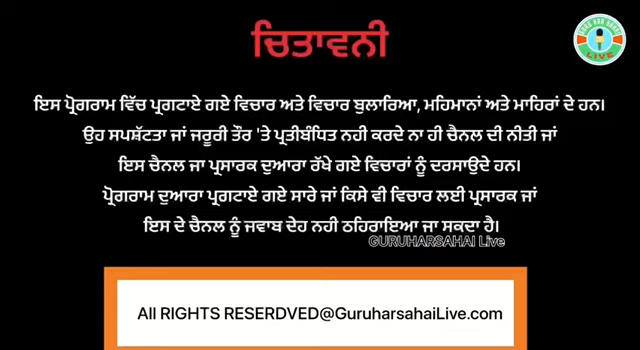 ਚਿਤਾਵਨੀ
ਇਸ ਪ੍ਰੋਗਰਾਮ ਵਿੱਚ ਪ੍ਰਗਟਾਏ ਗਏ ਵਿਚਾਰ ਅਤੇ ਵਿਚਾਰ ਬੁਲਾਰਿਆ, ਮਹਿਮਾਨਾਂ ਅਤੇ ਮਾਹਿਰਾਂ ਦੇ ਹਨ।
ਉਹ ਸਪਸ਼ੱਟਤਾ ਜਾਂ ਜਰੂਰੀ ਤੌਰ 'ਤੇ ਪ੍ਰਤੀਬੰਧਿਤ ਨਹੀ ਕਰਦੇ ਨਾ ਹੀ ਚੈਨਲ ਦੀ ਨੀਤੀ ਜਾਂ
ਇਸ ਚੈਨਲ ਜਾ ਪ੍ਰਸਾਰਕ ਦੁਆਰਾ ਰੱਖੇ ਗਏ ਵਿਚਾਰਾਂ ਨੂੰ ਦਰਸਾਉਦੇ ਹਨ।
ਪ੍ਰੋਗਰਾਮ ਦੁਆਰਾ ਪ੍ਰਗਟਾਏ ਗਏ ਸਾਰੇ ਜਾਂ ਕਿਸੇ ਵੀ ਵਿਚਾਰ ਲਈ ਪ੍ਰਸਾਰਕ ਜਾਂ
ਇਸ ਦੇ ਚੈਨਲ ਨੂੰ ਜਵਾਬ ਦੇਹ ਨਹੀ ਠਹਿਰਾਇਆ ਜਾ ਸਕਦਾ ਹੈ।
GURUHARSAHAI Live
All RIGHTS RESERDVED@GuruharsahaiLive.com
LIVE